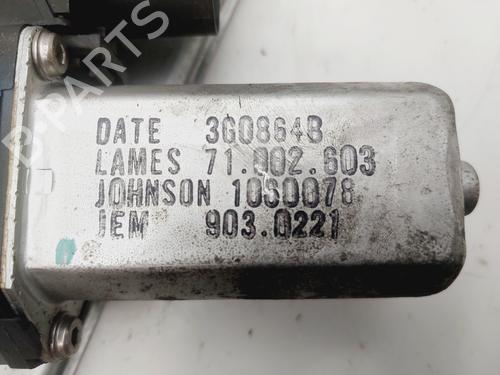 B-PARTS
DATE 3G0864B
LAMES 71.002.603
JOHNSON 1060078
JEM 903.0221